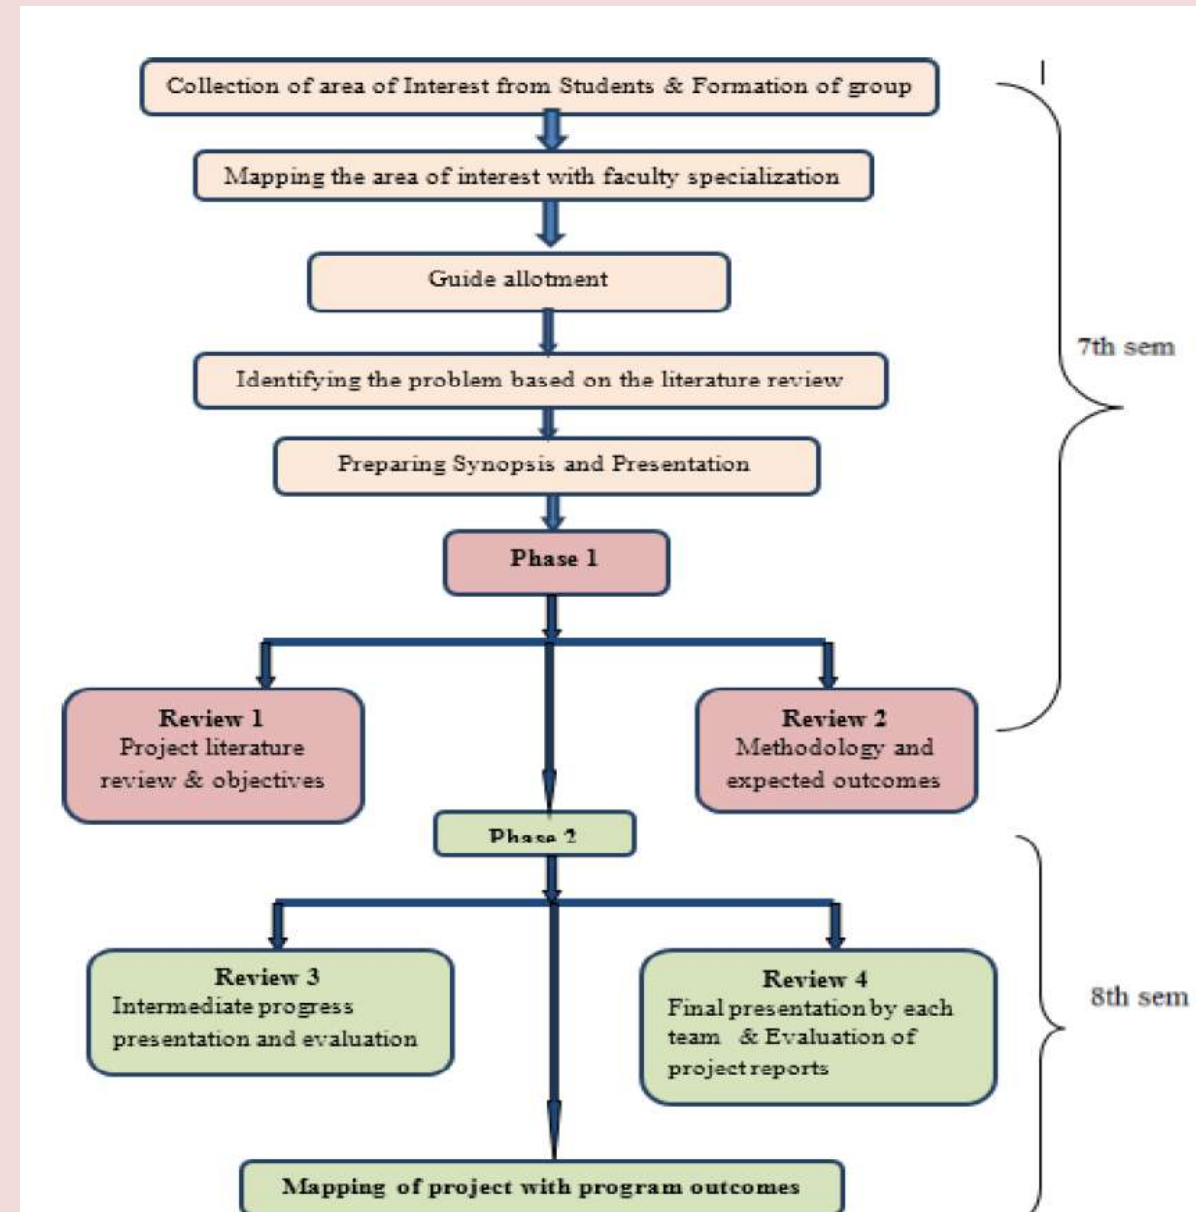 Collection of area of Interest from Students & Formation of group
Mapping the area of interest with faculty specialization
Guide allotment
7th sem
Identifying the problem based on the literature review
Preparing Synopsis and Presentation
Phase 1
Review 1
Project literature
review & objectives
Review 2
Methodology and
expected outcomes
Phase 2
Review 3
Intermediate progress
presentation and evaluation
Review 4
Final presentation by each
team & Evaluation of
project reports
8th sem
Mapping of project with program outcomes